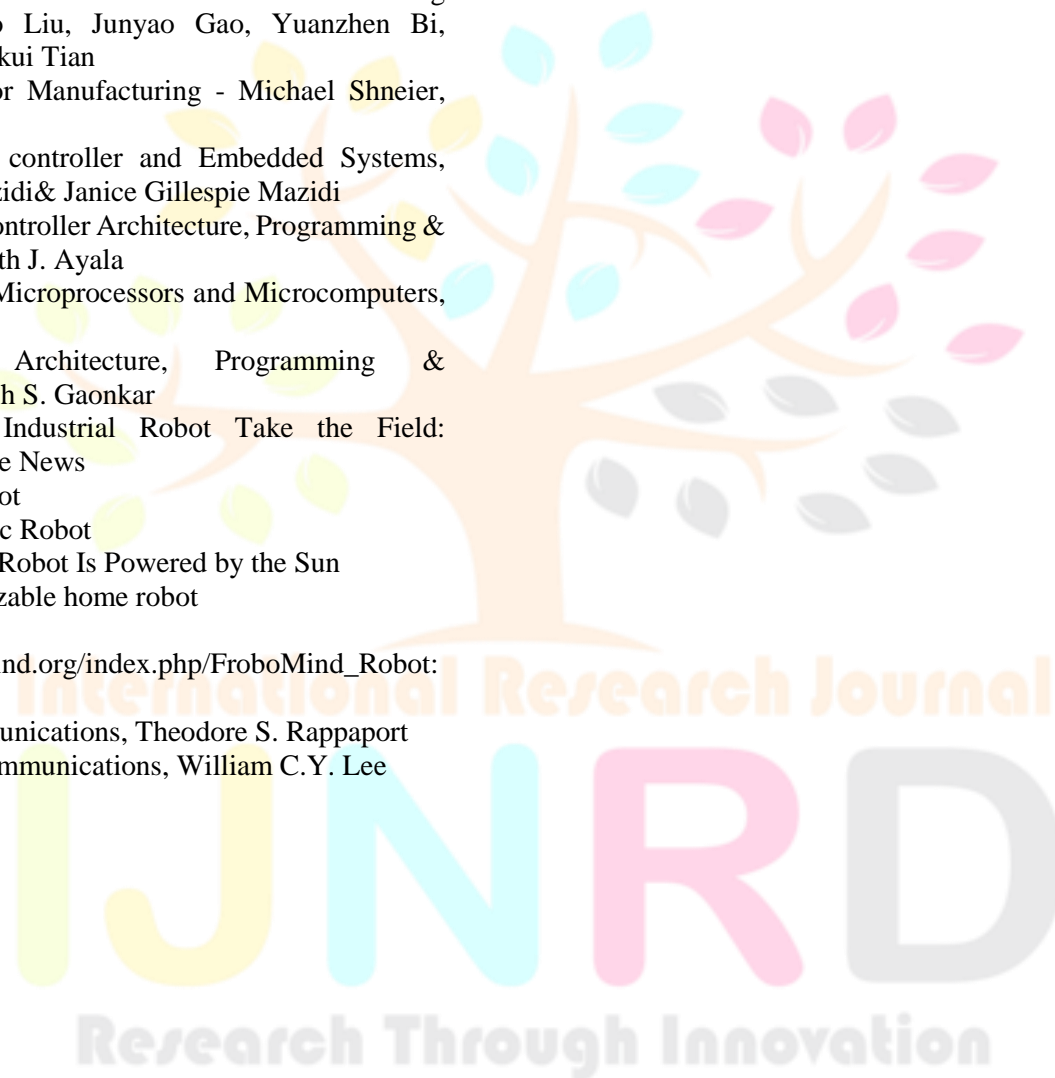 Liu, Junyao Gao, Yuanzhen Bi,
kui Tian
or Manufacturing - Michael Shneier,
controller and Embedded Systems,
zidi& Janice Gillespie Mazidi
ontroller Architecture, Programming &
th J. Ayala
Microprocessors and Microcomputers,
Architecture, Programming &
h S. Gaonkar
Industrial Robot Take the Field:
e News
ot
c Robot
Robot Is Powered by the Sun
zable home robot
ind.org/index.php/FroboMind_Robot:
International Research Journal
unications, Theodore S. Rappaport
ommunications, William C.Y. Lee
IJNRD
Research Through Innovation